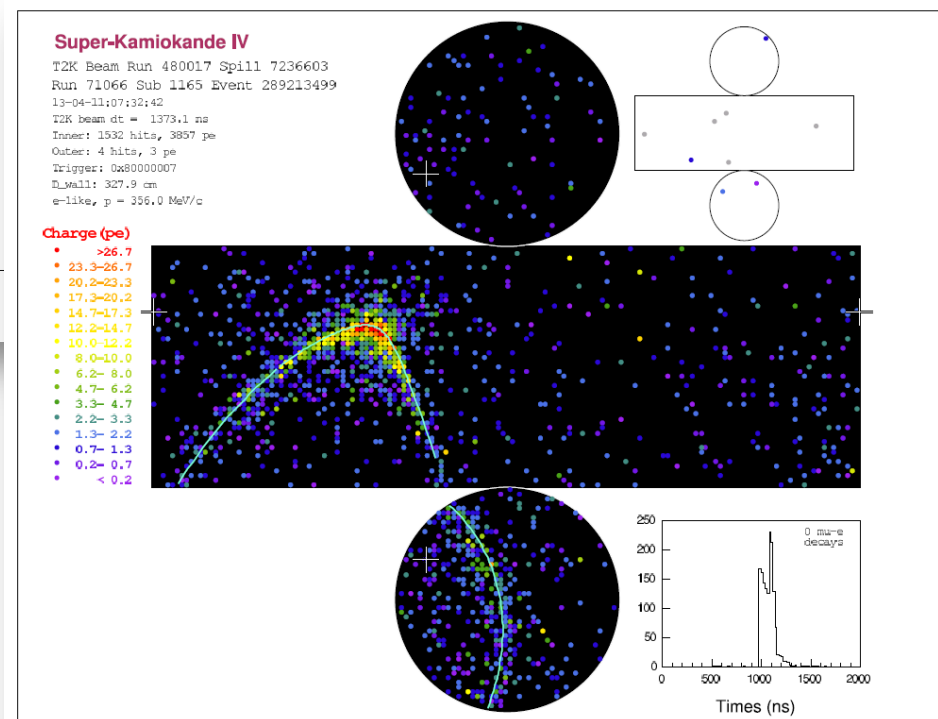 Super-Kamiokande IV
T2K Beam Run 480017 Spill 7236603
Run 71066 Sub 1165 Event 289213499
13-04-11:07:32:42
T2K beam dt = 1373.1 ns
Inner: 1532 hits, 3857 pe
Outer: 4 hits, 3 pe
Trigger: 0x80000007
D_wall: 327.9 cm
e-like, p = 356.0 MeV/c
Charge(pe)
>26.7
23.3-26.7
20.2-23.3
17.3-20.2
14.7-17.3
12.2-14.7
10.0-12.2
8.0-10.0
6.2- 8.0
4.7- 6.2
3.3- 4.7
2.2- 3.3
1.3- 2.2
0.7- 1.3
0.2- 0.7
< 0.2
0 mu-e
decays
250
200
150
100
50
0
0 500 1000 1500 2000
Times (ns)